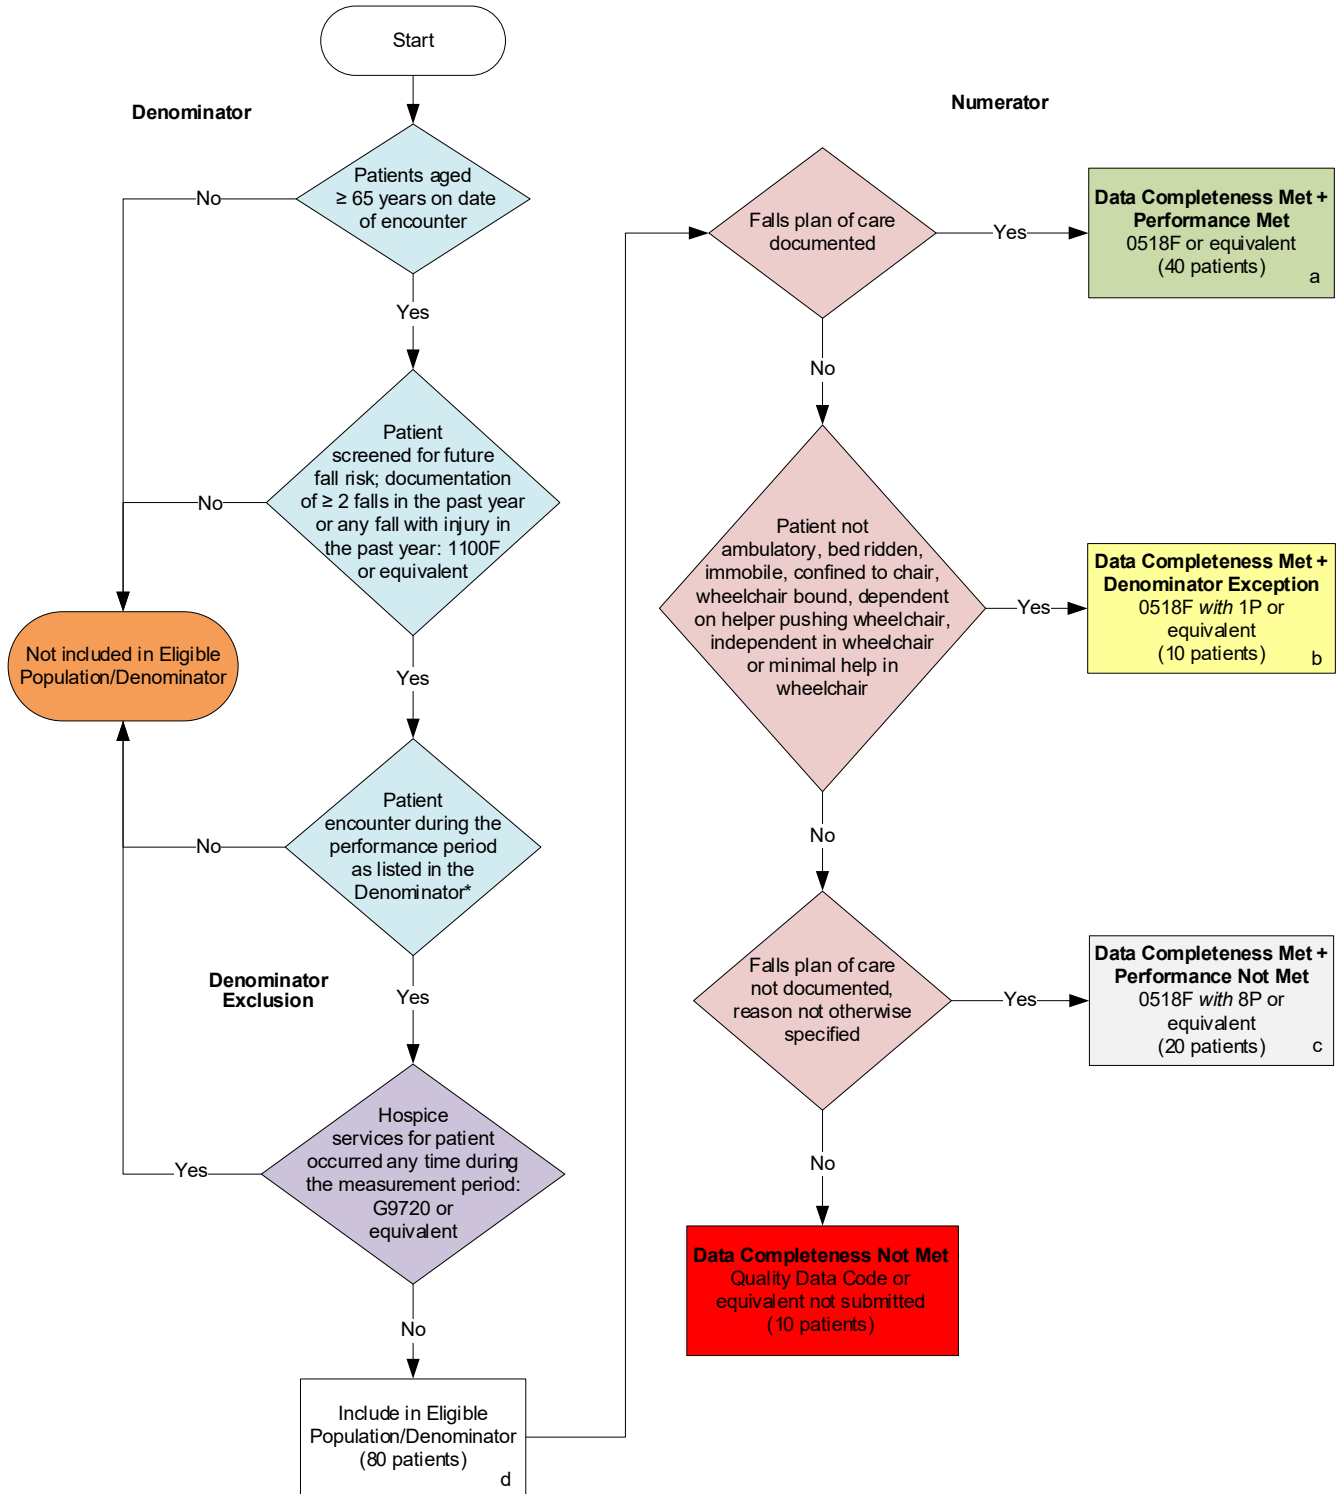 Start
Denominator
Patients aged
≥ 65 years on date
of encounter
No
Yes
Patient
screened for future
fall risk; documentation
of ≥ 2 falls in the past year
or any fall with injury in
the past year: 1100F
or equivalent
No
Not included in Eligible
Population/Denominator
Yes
Patient
encounter during the
performance period
as listed in the
Denominator*
No
Denominator
Exclusion
Yes
Hospice
services for patient
occurred any time during
the measurement period:
G9720 or
equivalent
Yes
No
Include in Eligible
Population/Denominator
(80 patients)
d
Numerator
Falls plan of care
documented
Yes
Data Completeness Met +
Performance Met
0518F or equivalent
(40 patients)
a
No
Patient not
ambulatory, bed ridden,
immobile, confined to chair,
wheelchair bound, dependent
on helper pushing wheelchair,
independent in wheelchair
or minimal help in
wheelchair
Yes
Data Completeness Met +
Denominator Exception
0518F with 1P or
equivalent
(10 patients)
b
No
Falls plan of care
not documented,
reason not otherwise
specified
Yes
Data Completeness Met +
Performance Not Met
0518F with 8P or
equivalent
(20 patients)
c
No
Data Completeness Not Met
Quality Data Code or
equivalent not submitted
(10 patients)